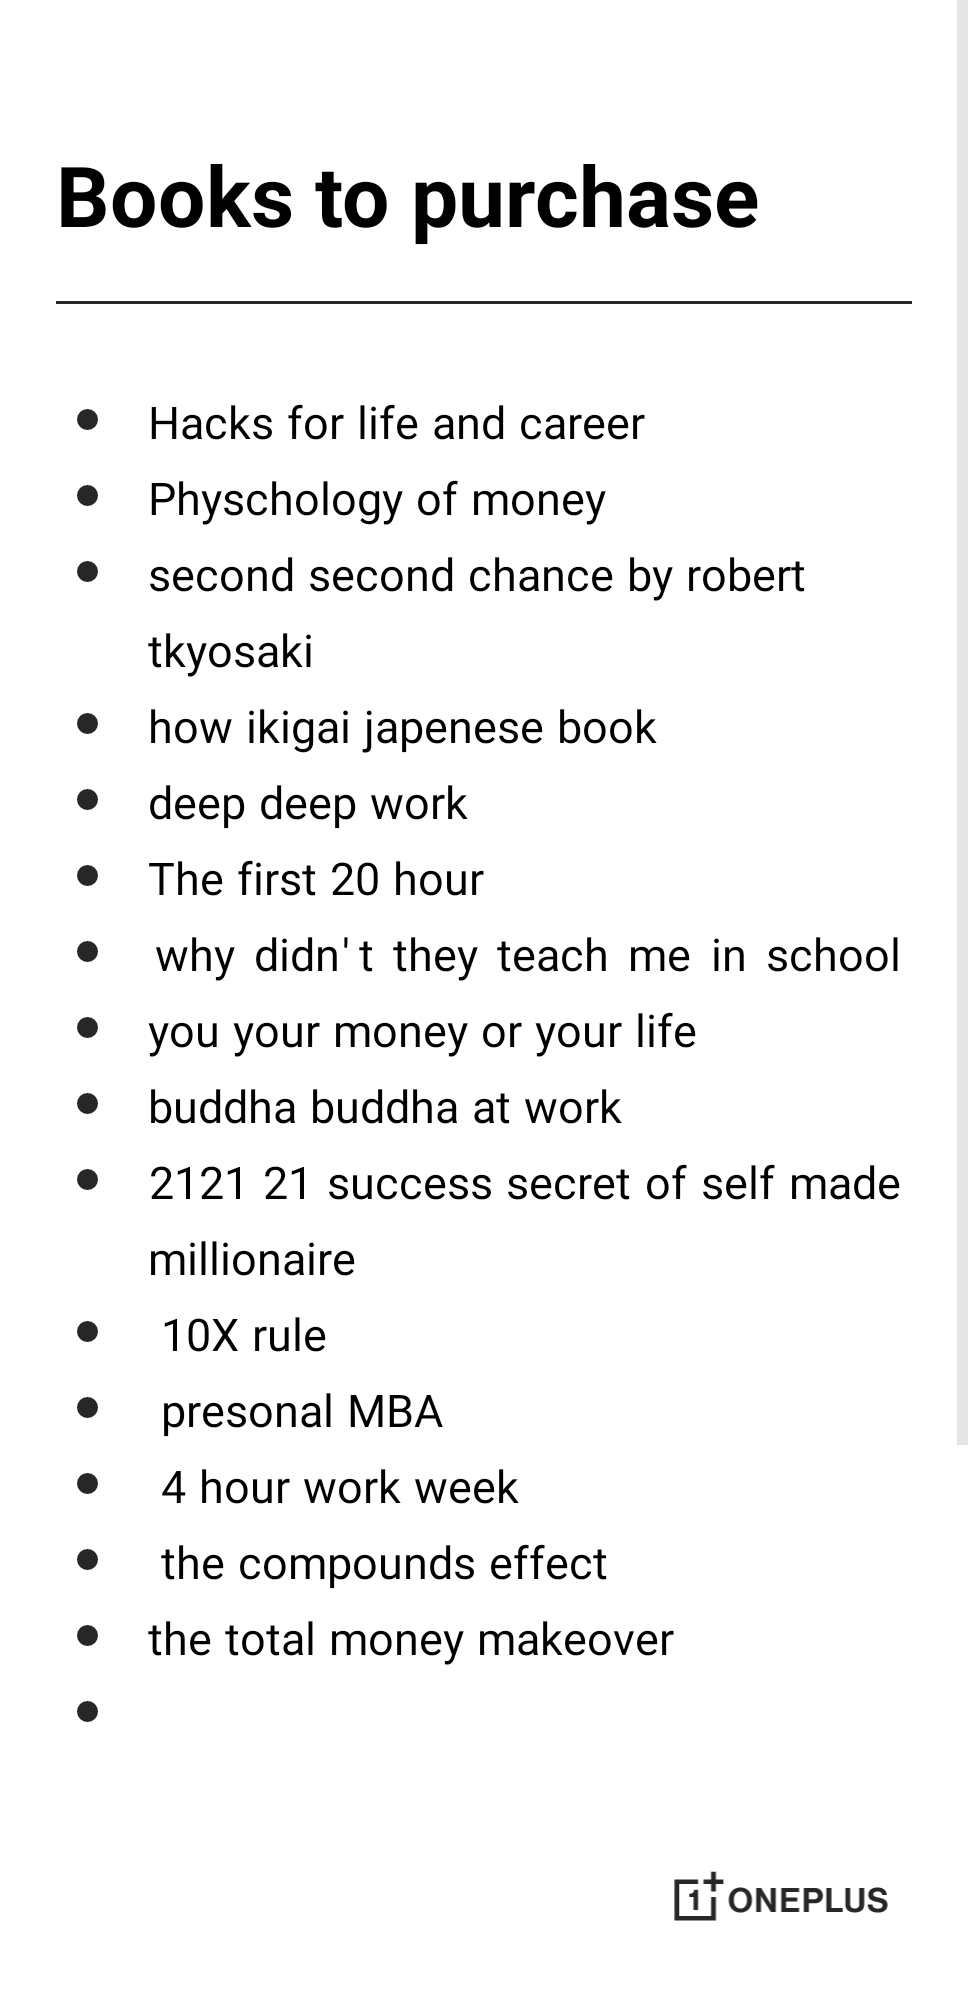 Books to purchase
Hacks for life and career
Physchology of money
second second chance by robert
tkyosaki
how ikigai japenese book
deep deep work
The first 20 hour
why didn't they teach me in school
you your money or your life
buddha buddha at work
2121 21 success secret of self made
millionaire
10X rule
presonal MBA
4 hour work week
the compounds effect
the total money makeover
1+ ONEPLUS